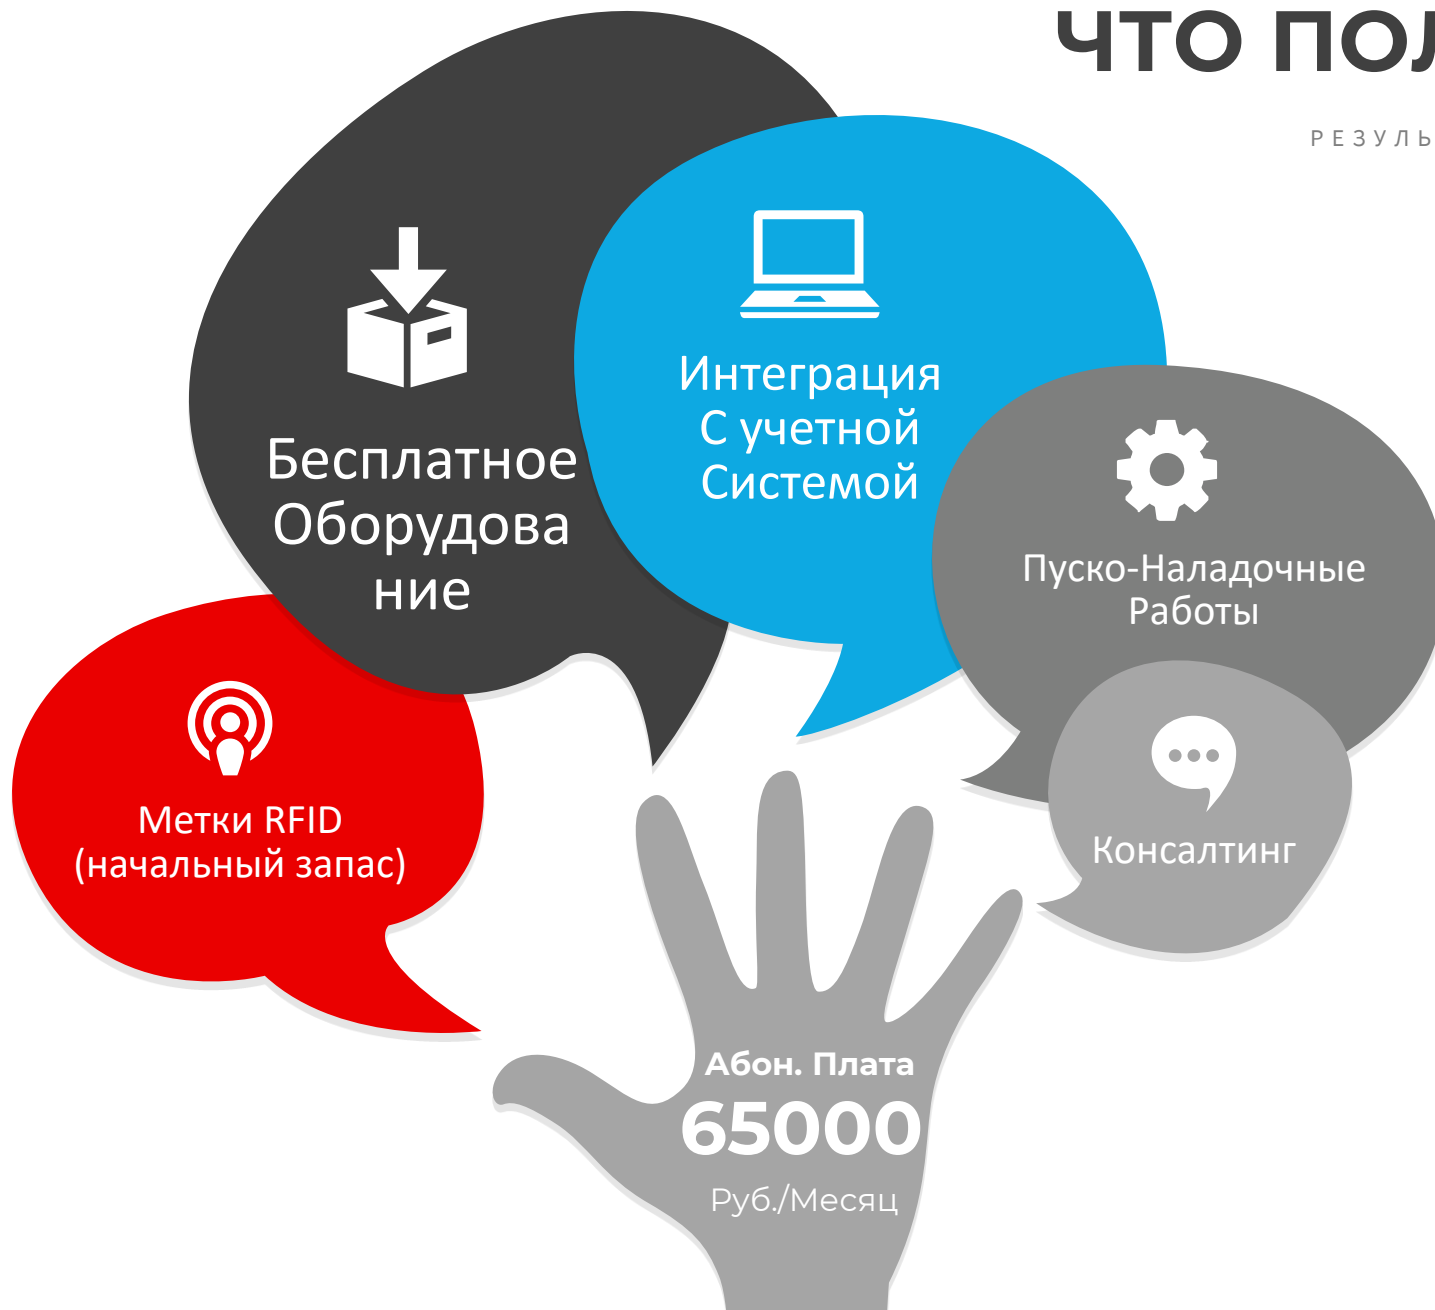 ЧТО ПОЛ
РЕЗУЛЬ
Бесплатное
Оборудова
ние
Интеграция
С учетной
Системой
Пуско-Наладочные
Работы
Метки RFID
(начальный запас)
Консалтинг
Абон. Плата
65000
Руб./Месяц